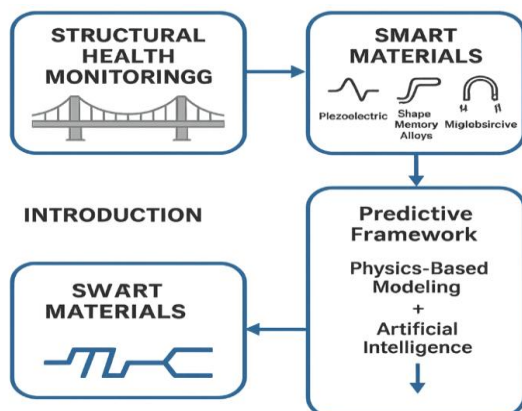 STRUCTURAL
HEALTH
MONITORINGG
SMART
MATERIALS
Plezoelectric
Shape
Memory
Alloys
Miglobsircive
INTRODUCTION
Predictive
Framework
Physics-Based
Modeling
+
Artificial
Intelligence
SWART
MATERIALS